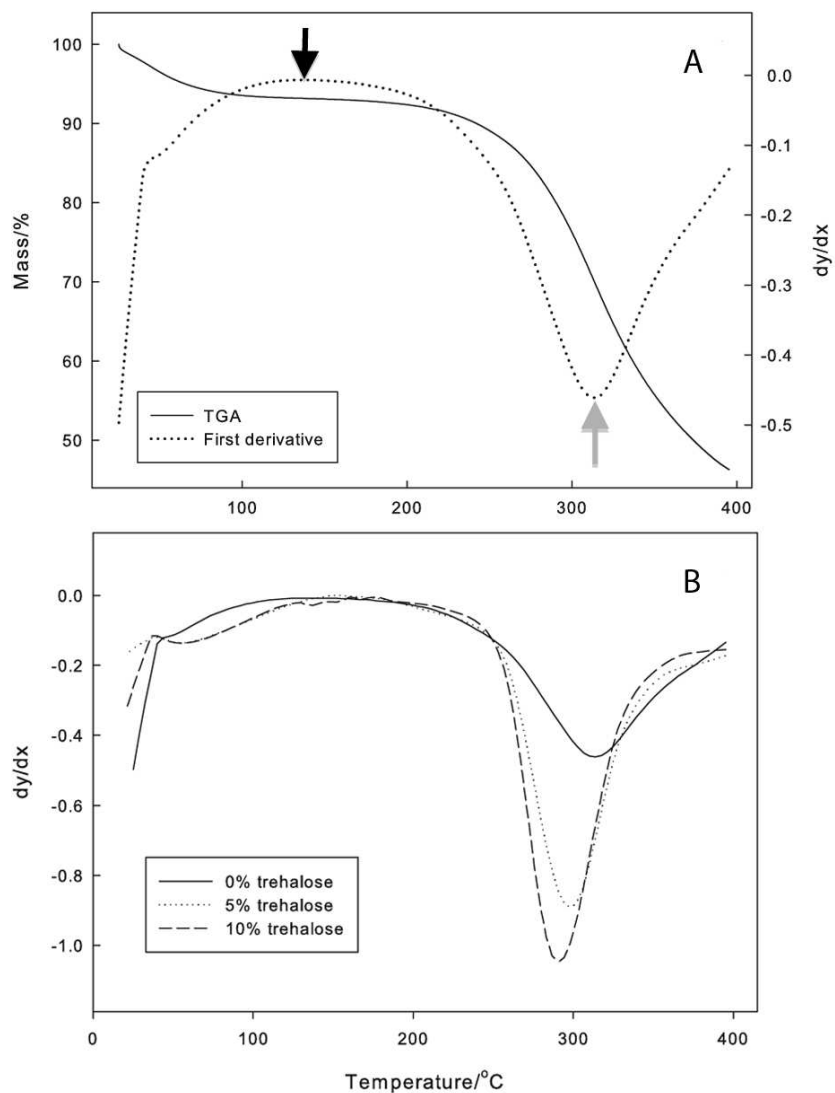 A
100
90
80
70
60
50
Mass/%
0.0
-0.1
-0.2
-0.3
-0.4
-0.5
dy/dx
TGA
First derivative
100
200
300
400
B
0.0
-0.2
-0.4
-0.6
-0.8
-1.0
dy/dx
0% trehalose
5% trehalose
10% trehalose
0
100
200
300
400
Temperature/°C